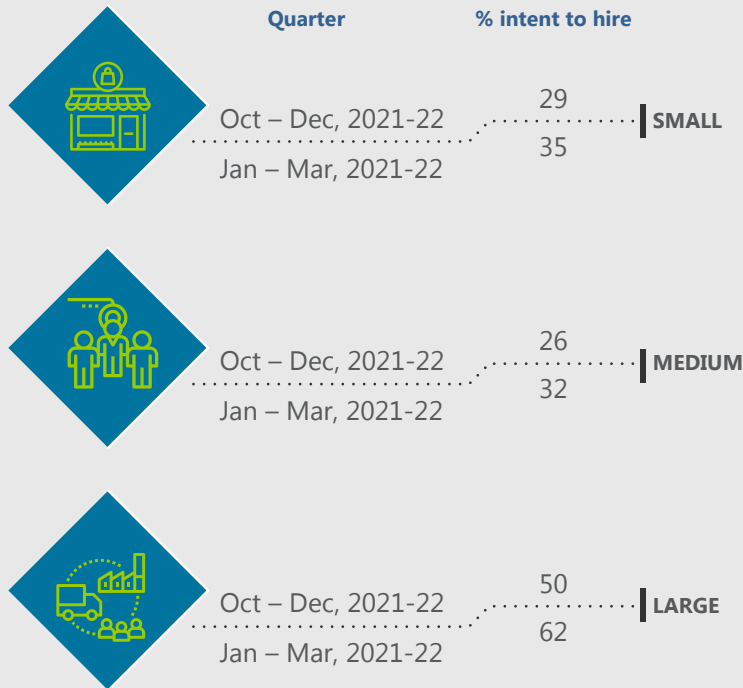 Quarter % intent to hire
Oct – Dec, 2021-22 29
SMALL
Jan – Mar, 2021-22 35
Oct – Dec, 2021-22 26
MEDIUM
Jan – Mar, 2021-22 32
Oct – Dec, 2021-22 50
LARGE
Jan – Mar, 2021-22 62